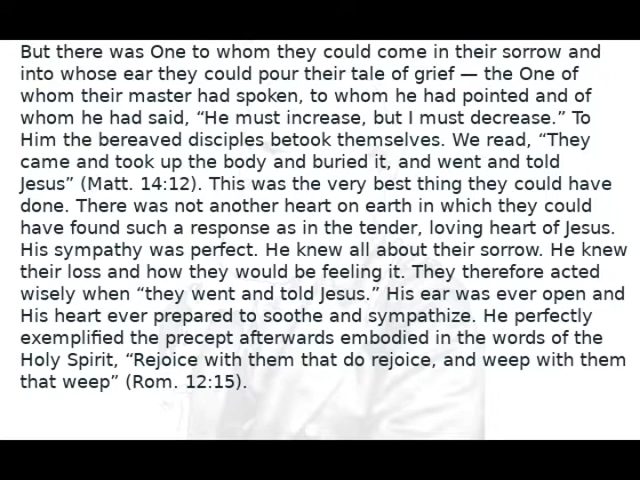 But there was One to whom they could come in their sorrow and
into whose ear they could pour their tale of grief — the One of
whom their master had spoken, to whom he had pointed and of
whom he had said, “He must increase, but I must decrease.” To
Him the bereaved disciples betook themselves. We read, “They
came and took up the body and buried it, and went and told
Jesus” (Matt. 14:12). This was the very best thing they could have
done. There was not another heart on earth in which they could
have found such a response as in the tender, loving heart of Jesus.
His sympathy was perfect. He knew all about their sorrow. He knew
their loss and how they would be feeling it. They therefore acted
wisely when “they went and told Jesus.” His ear was ever open and
His heart ever prepared to soothe and sympathize. He perfectly
exemplified the precept afterwards embodied in the words of the
Holy Spirit, “Rejoice with them that do rejoice, and weep with them
that weep” (Rom. 12:15).